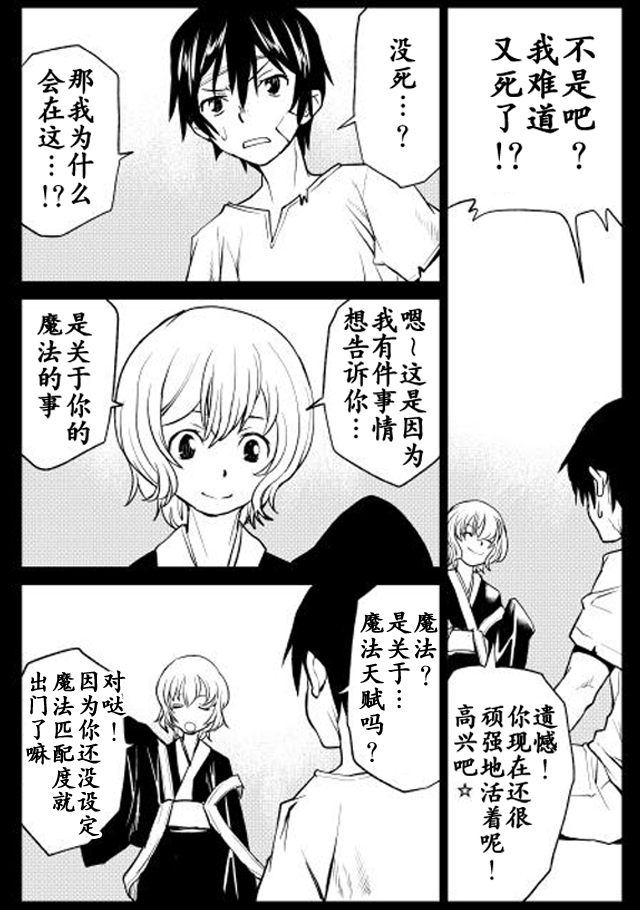 不是吧？
我难道
又死了!?
遗憾！
你现在还很
顽强地活着呢！
高兴吧☆
没死…？
那我为什么
会在这…!?
嗯~这是因为
我有件事情
想告诉你…
是关于你的
魔法的事
魔法？
是关于…
魔法天赋吗？
对哒！
因为你还没设定
魔法匹配度就
出门了嘛